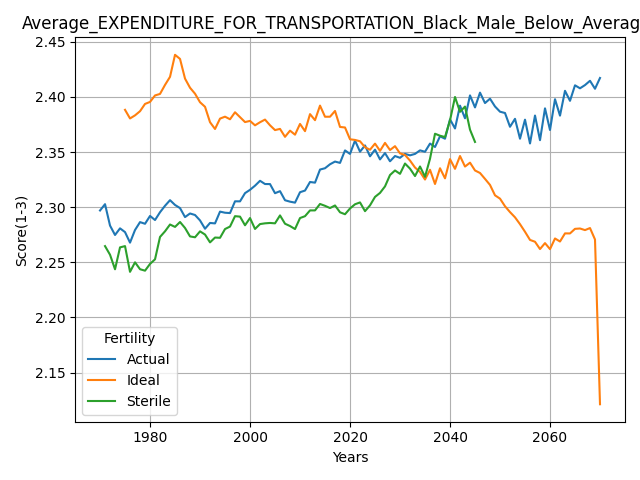 Average_EXPENDITURE_FOR_TRANSPORTATION_Black_Male_Below_Averag
2.45
2.40
2.35
2.30
2.25
2.20
2.15
Score(1-3)
Fertility
Actual
Ideal
Sterile
1980 2000 2020 2040 2060
Years